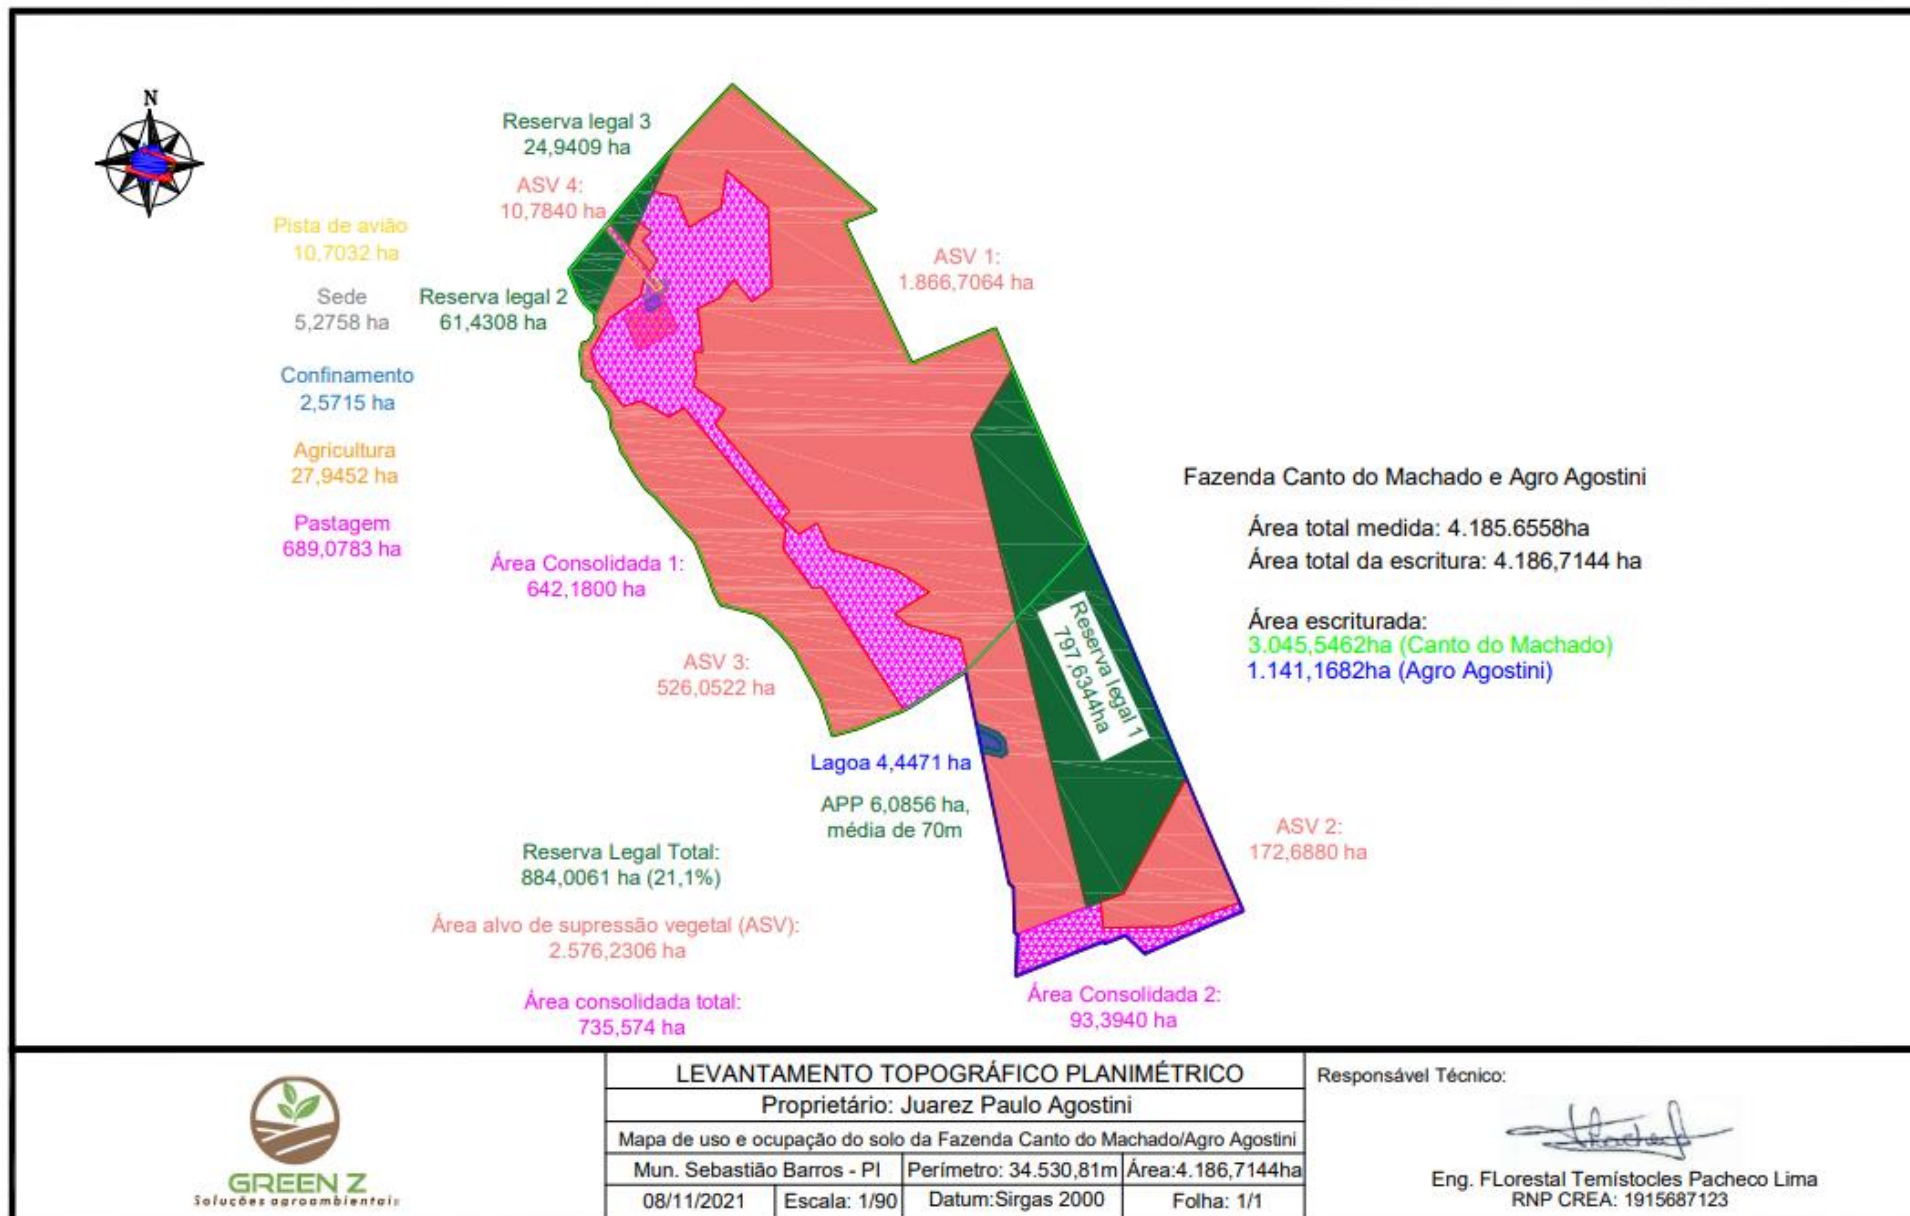 N
Reserva legal 3
24,9409 ha
ASV 4:
10,7840 ha
Pista de avião
10,7032 ha
Sede
5,2758 ha
Reserva legal 2
61,4308 ha
Confinamento
2,5715 ha
Agricultura
27,9452 ha
Pastagem
689,0783 ha
ASV 1:
1.866,7064 ha
Área Consolidada 1:
642,1800 ha
ASV 3:
526,0522 ha
Lagoa 4,4471 ha
APP 6,0856 ha,
média de 70m
Reserva legal 1
797,6344ha
ASV 2:
172,6880 ha
Reserva Legal Total:
884,0061 ha (21,1%)
Área alvo de supressão vegetal (ASV):
2.576,2306 ha
Área consolidada total:
735,574 ha
Área Consolidada 2:
93,3940 ha
Fazenda Canto do Machado e Agro Agostini
Área total medida: 4.185.6558ha
Área total da escritura: 4.186,7144 ha
Área escriturada:
3.045,5462ha (Canto do Machado)
1.141,1682ha (Agro Agostini)
GREEN Z
Soluções agroambientais
LEVANTAMENTO TOPOGRÁFICO PLANIMÉTRICO
Proprietário: Juarez Paulo Agostini
Mapa de uso e ocupação do solo da Fazenda Canto do Machado/Agro Agostini
Mun. Sebastião Barros - PI Perímetro: 34.530,81m Área:4.186,7144ha
08/11/2021 Escala: 1/90 Datum:Sirgas 2000 Folha: 1/1
Responsável Técnico:
Eng. FLorestal Temístocles Pacheco Lima
RNP CREA: 1915687123